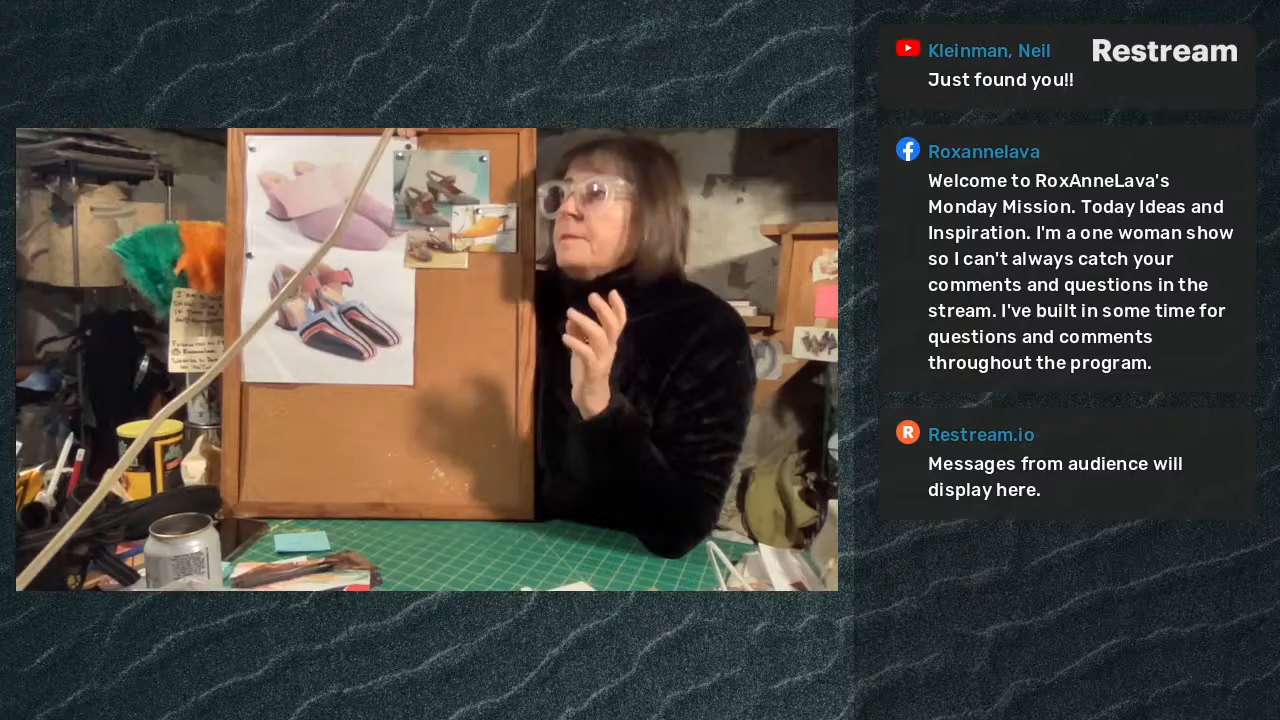 Kleinman, Neil
Restream
Just found you!!
Roxannelava
Welcome to RoxAnneLava's
Monday Mission. Today Ideas and
Inspiration. I'm a one woman show
so I can't always catch your
comments and questions in the
stream. I've built in some time for
questions and comments
throughout the program.
R
Restream.io
Messages from audience will
display here.